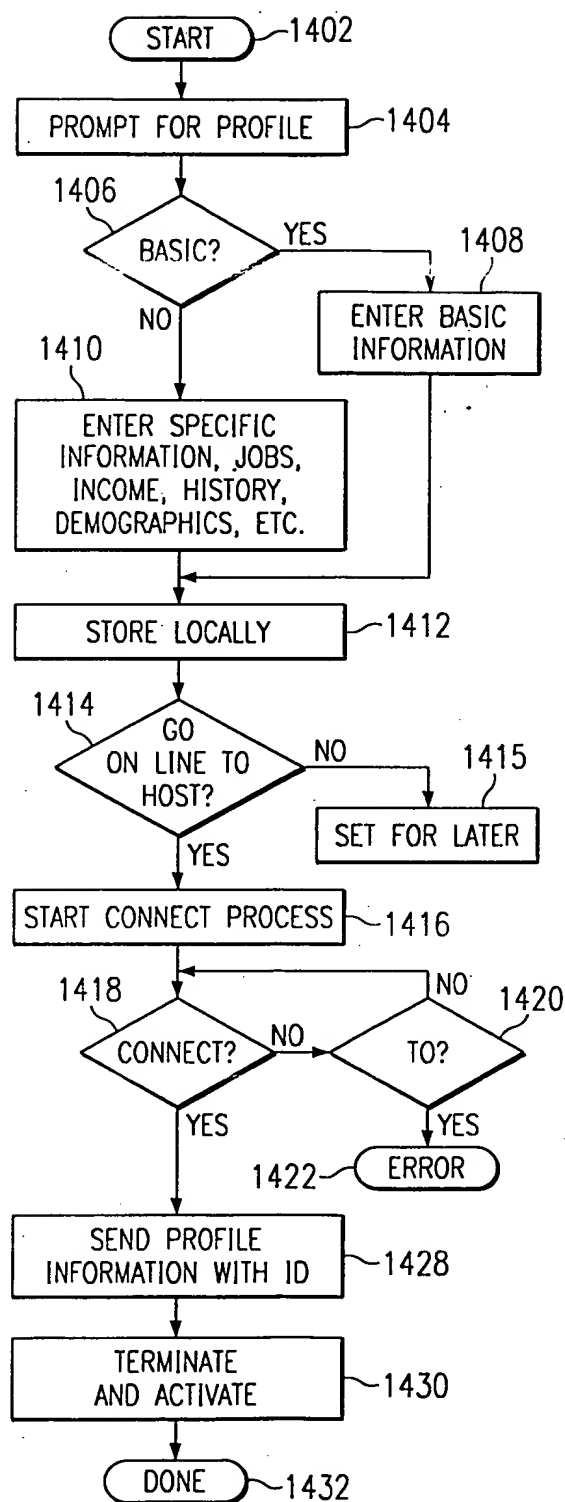 START
1402
PROMPT FOR PROFILE
1404
1406
BASIC?
YES
NO
1408
ENTER BASIC
INFORMATION
1410
ENTER SPECIFIC
INFORMATION, JOBS,
INCOME, HISTORY,
DEMOGRAPHICS, ETC.
STORE LOCALLY
1412
1414
GO
ON LINE TO
HOST?
NO
1415
SET FOR LATER
YES
START CONNECT PROCESS
1416
1418
CONNECT?
NO
NO
1420
TO?
YES
YES
1422
ERROR
SEND PROFILE
INFORMATION WITH ID
1428
TERMINATE
AND ACTIVATE
1430
DONE
1432